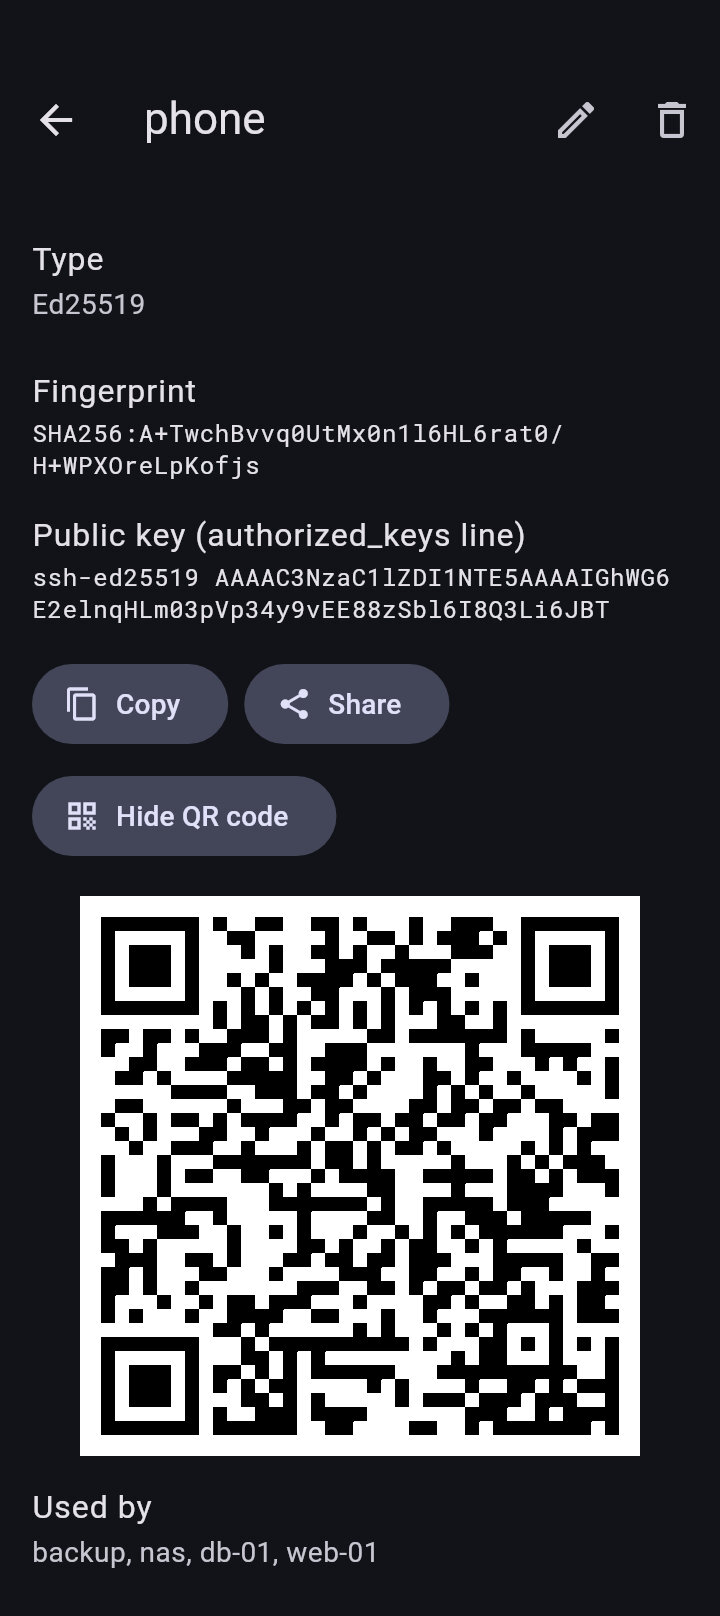 phone
Type
Ed25519
Fingerprint
SHA256:A+TwchBvvq0UtMx0n1l6HL6rat0/
H+WPXOreLpKofjs
Public key (authorized_keys line)
ssh-ed25519 AAAAC3NzaC1lZDI1NTE5AAAAIGhWG6
E2elnqHLm03pVp34y9vEE88zSbl6I8Q3Li6JBT
Copy
Share
Hide QR code
Used by
backup, nas, db-01, web-01